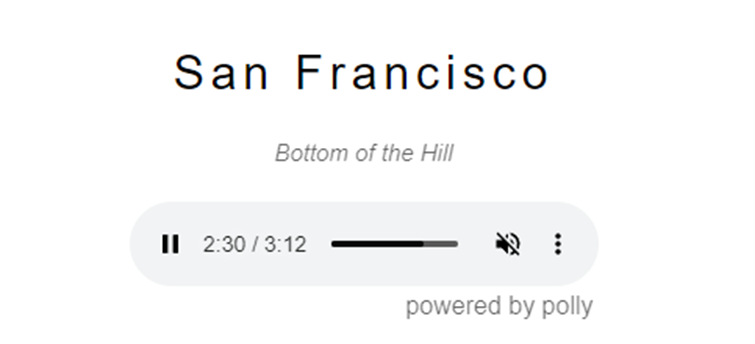 San Francisco
Bottom of the Hill
2:30 / 3:12
powered by polly